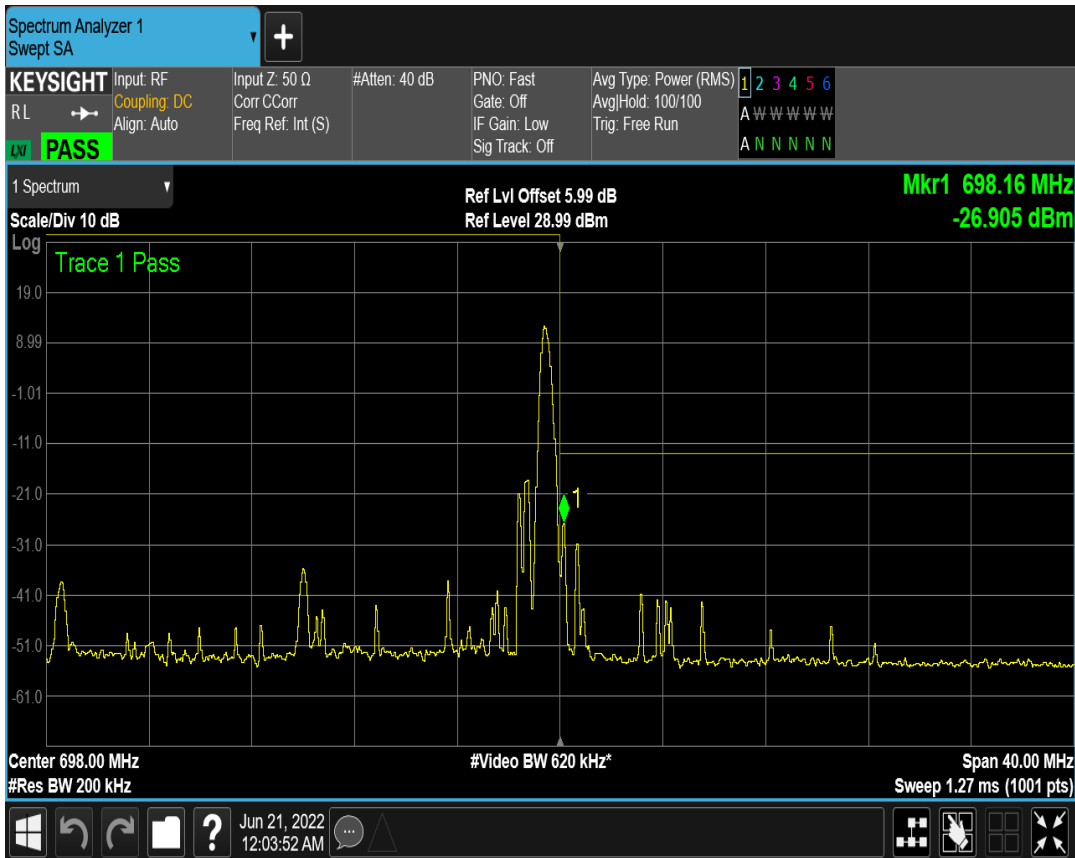 Spectrum Analyzer 1
Swept SA
+
KEYSIGHT
RL
LXI PASS
Input: RF
Coupling: DC
Align: Auto
Input Z: 50 Ω
Corr CCorr
Freq Ref: Int (S)
#Atten: 40 dB
PNO: Fast
Gate: Off
IF Gain: Low
Sig Track: Off
Avg Type: Power (RMS)
Avg|Hold: 100/100
Trig: Free Run
1 2 3 4 5 6
A W W W W W
A N N N N N
1 Spectrum
Scale/Div 10 dB
Ref Lvl Offset 5.99 dB
Ref Level 28.99 dBm
Mkr1 698.16 MHz
-26.905 dBm
Log
Trace 1 Pass
19.0
8.99
-1.01
-11.0
-21.0
1
-31.0
-41.0
-51.0
-61.0
Center 698.00 MHz
#Video BW 620 kHz*
Span 40.00 MHz
#Res BW 200 kHz
Sweep 1.27 ms (1001 pts)
?
Jun 21, 2022
12:03:52 AM